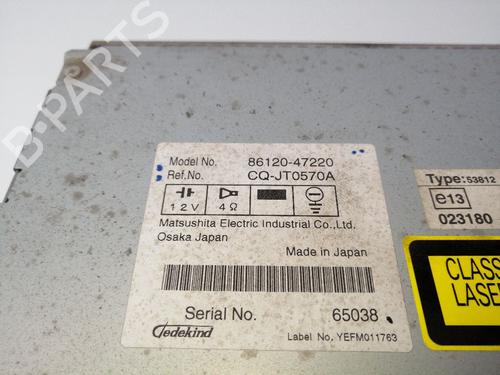 B-PARTS
Model No. 86120-47220
Ref.No. CQ-JT0570A
12V 4Ω
Matsushita Electric Industrial Co.,Ltd.
Osaka Japan
Made in Japan
Serial No. 65038
Dedekind
Label No. YEFM011763
Type: 53812
e13
023180
CLASS
LASE